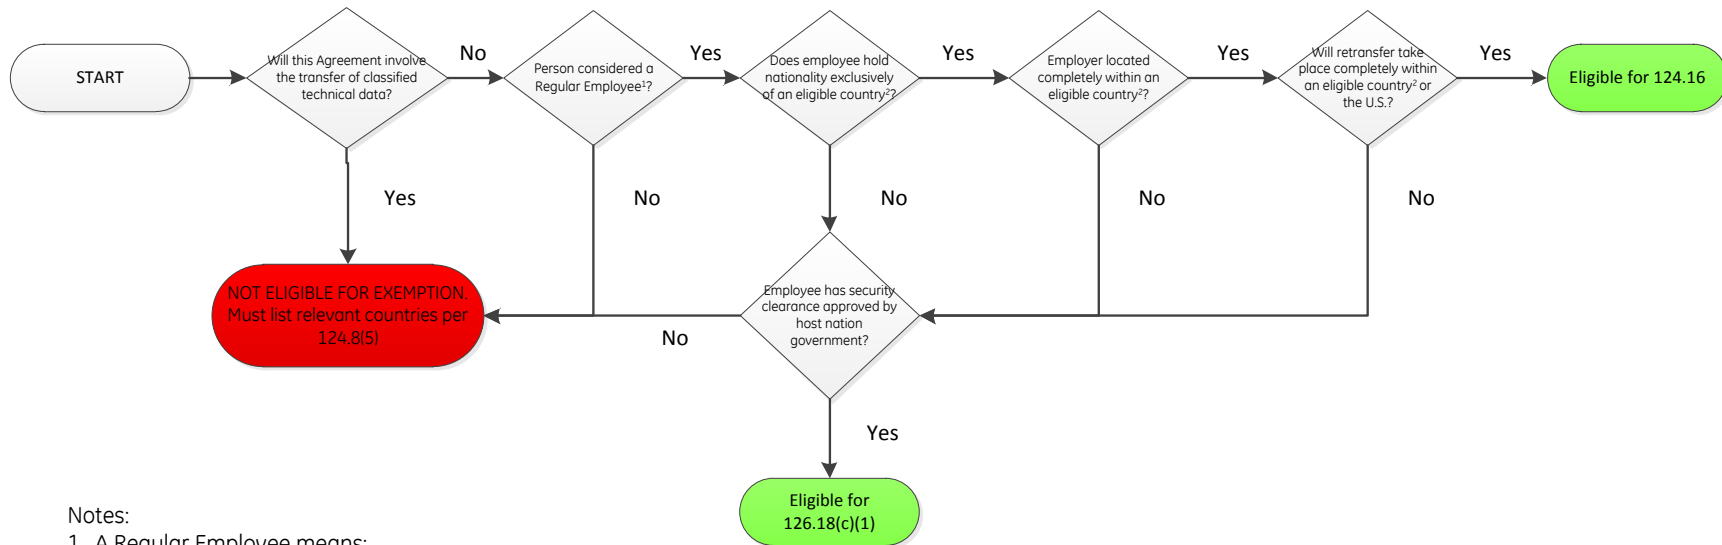 START
Will this Agreement involve
the transfer of classified
technical data?
No
Person considered a
Regular Employee¹?
Yes
Does employee hold
nationality exclusively
of an eligible country²?
Yes
Employer located
completely within an
eligible country²?
Yes
Will retransfer take
place completely within
an eligible country² or
the U.S.?
Yes
Eligible for 124.16
Yes
No
No
No
No
NOT ELIGIBLE FOR EXEMPTION.
Must list relevant countries per
124.8(5)
No
Employee has security
clearance approved by
host nation
government?
Yes
Eligible for
126.18(c)(1)
Notes:
1. A Regular Employee means: